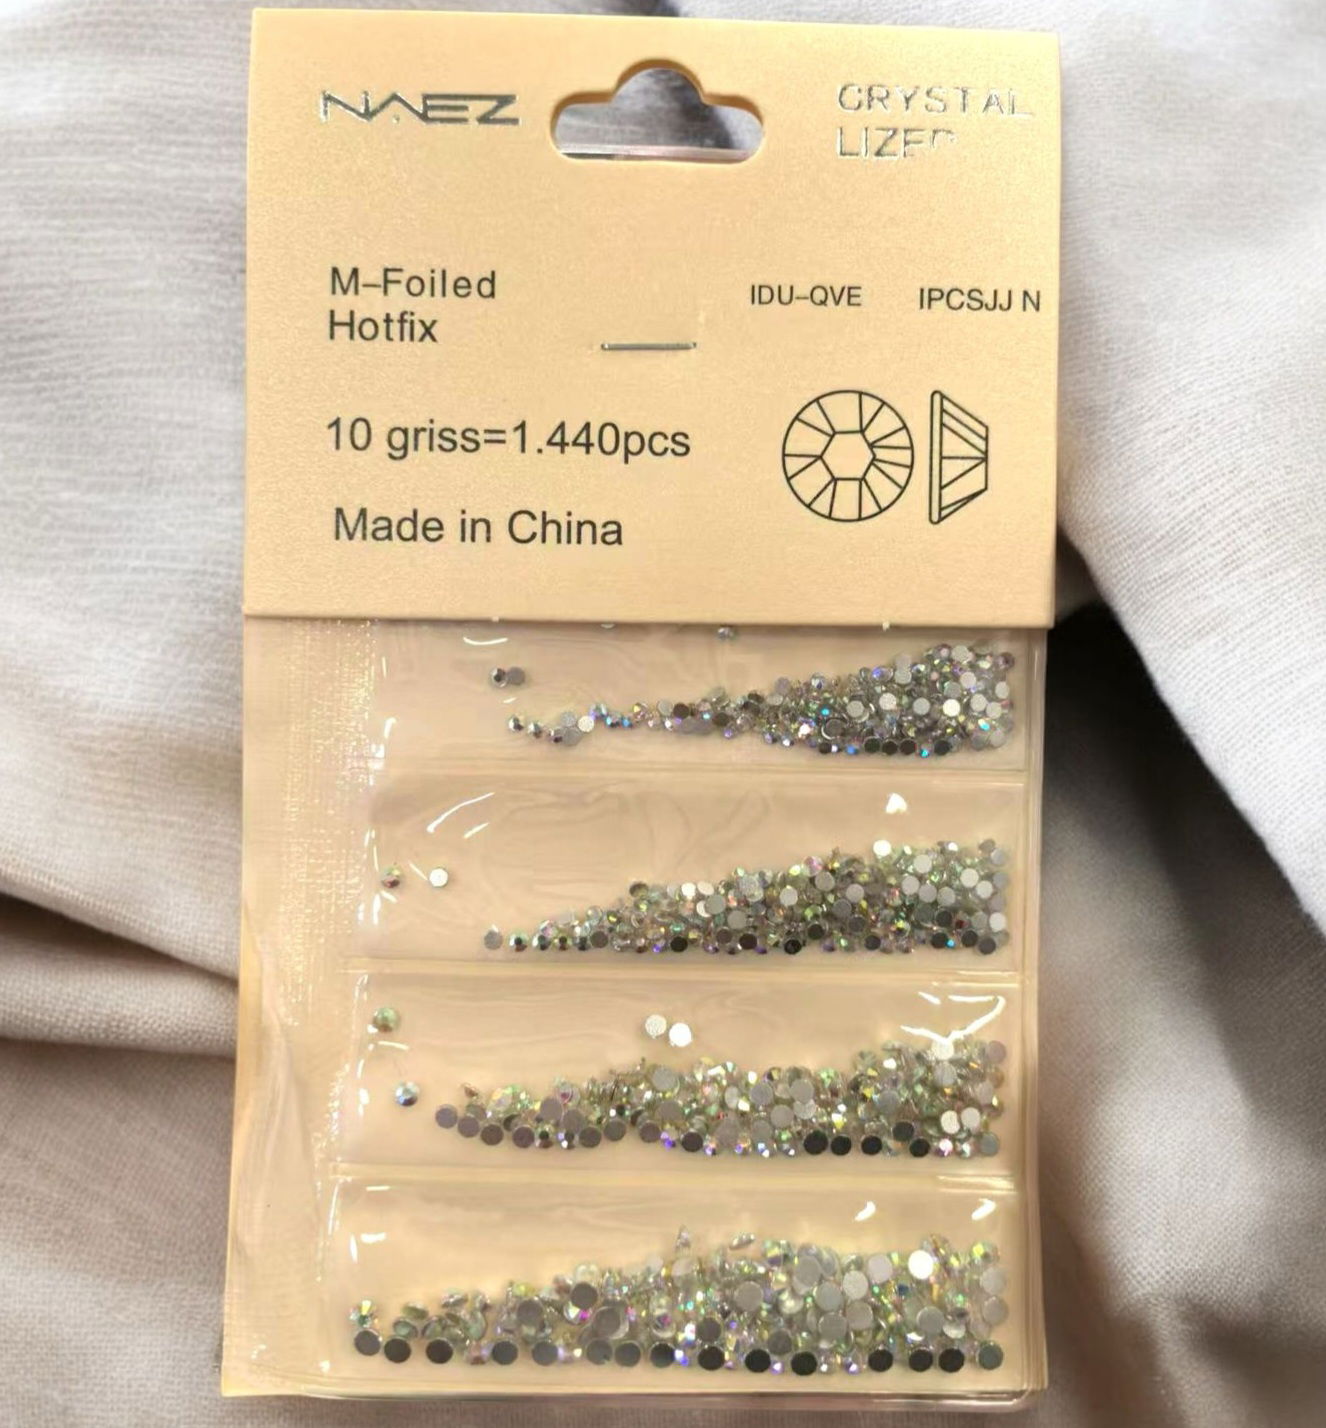 NAEZ
CRYSTAL
LIZED
M-Foiled
Hotfix
IDU-QVE
IPCSJJ N
10 griss=1.440pcs
Made in China